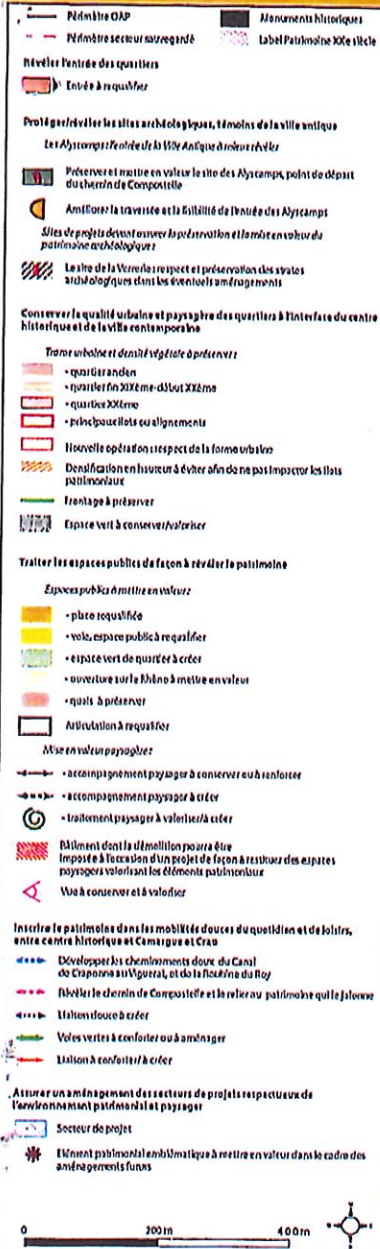 Périmètre OAP
Monuments historiques
Périmètre secteur sauvegardé
Label Patrimoine XXe siècle
Révéler l'entrée des quartiers
Entrée à requalifier
Protéger/révéler les sites archéologiques, témoins de la ville antique
Les Alyscamps: l'entrée de la Ville Antique à mieux révéler
Préserver et mettre en valeur le site des Alyscamps, point de départ
du chemin de Compostelle
Améliorer la traversée et la lisibilité de l'entrée des Alyscamps
Sites de projets devant assurer la préservation et la mise en valeur du
patrimoine archéologique:
Le site de la Verrerie: respect et préservation des strates
archéologiques dans les éventuels aménagements
Conserver la qualité urbaine et paysagère des quartiers à l'interface du centre
historique et de la ville contemporaine
Trame urbaine et densité végétale à préserver:
- quartier ancien
- quartier fin XIXème-début XXème
- quartier XXème
- principaux îlots ou alignements
Nouvelle opération: respect de la forme urbaine
Densification en hauteur à éviter afin de ne pas impacter les îlots
patrimoniaux
Frontage à préserver
Espace vert à conserver/valoriser
Traiter les espaces publics de façon à révéler le patrimoine
Espaces publics à mettre en valeur:
- place requalifiée
- voie, espace public à requalifier
- espace vert de quartier à créer
- ouverture sur le Rhône à mettre en valeur
- quais à préserver
Articulation à requalifier
Mise en valeur paysagère:
- accompagnement paysager à conserver ou à renforcer
- accompagnement paysager à créer
- traitement paysager à valoriser/à créer
Bâtiment dont la démolition pourra être
imposée à l'occasion d'un projet de façon à restituer des espaces
paysagers valorisant les éléments patrimoniaux
Vue à conserver et à valoriser
Inscrire le patrimoine dans les mobilités douces du quotidien et de loisirs,
entre centre historique et Camargue et Crau
Développer les cheminements doux du Canal
de Craponne au Vigueirat, et de la Roubine du Roy
Révéler le chemin de Compostelle et le relier au patrimoine qui le jalonne
Liaison douce à créer
Voies vertes à conforter ou à aménager
Liaison à conforter/à créer
Assurer un aménagement des secteurs de projets respectueux de
l'environnement patrimonial et paysager
Secteur de projet
Elément patrimonial emblématique à mettre en valeur dans le cadre des
aménagements futurs
0 200 m 400 m